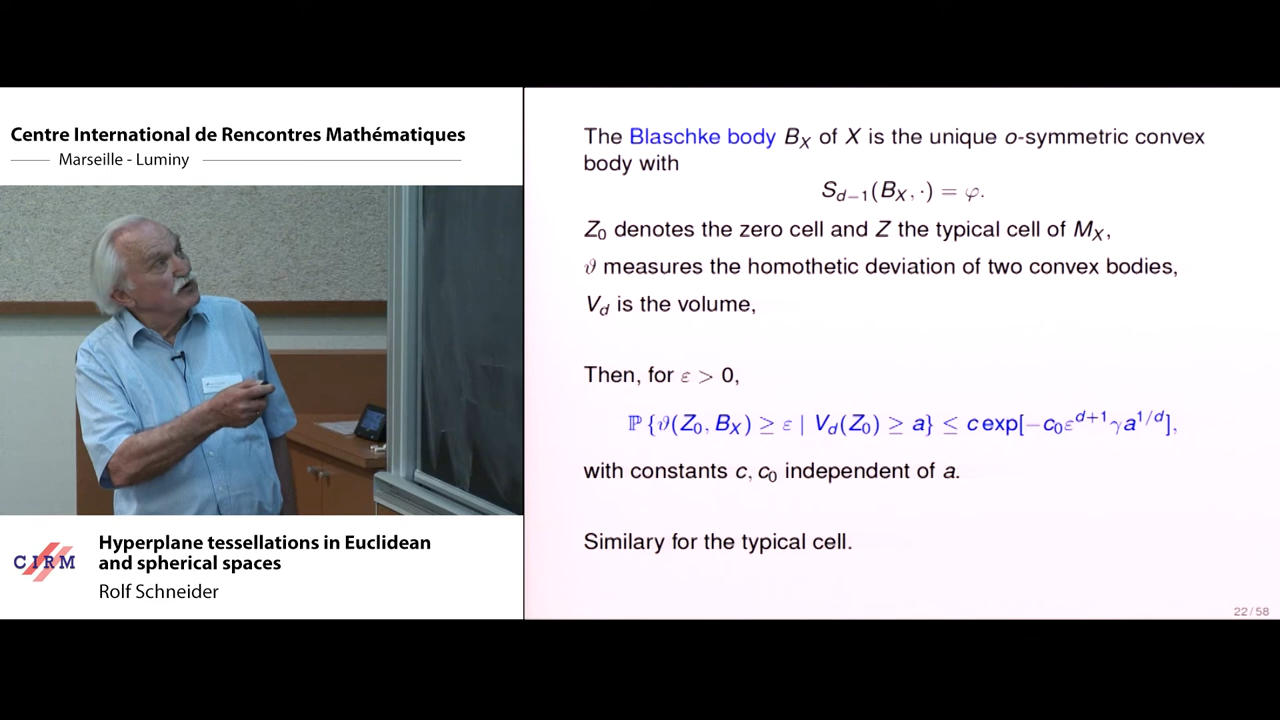 Centre International de Rencontres Mathématiques
Marseille - Luminy
CIRM
Hyperplane tessellations in Euclidean
and spherical spaces
Rolf Schneider
The Blaschke body B_X of X is the unique o-symmetric convex
body with
S_{d−1}(B_X, ·) = φ.
Z_0 denotes the zero cell and Z the typical cell of M_X,
ϑ measures the homothetic deviation of two convex bodies,
V_d is the volume,
Then, for ε > 0,
ℙ {ϑ(Z_0, B_X) ≥ ε | V_d(Z_0) ≥ a} ≤ c exp[−c_0 ε^{d+1} γ a^{1/d}],
with constants c, c_0 independent of a.
Similary for the typical cell.
22 / 58